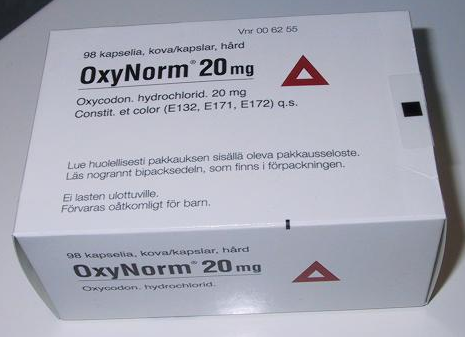 Vnr 00 62 55
98 kapselia, kova/kapslar, hård
OxyNorm® 20 mg
Oxycodon. hydrochlorid. 20 mg
Constit. et color (E132, E171, E172) q.s.
Lue huolellisesti pakkauksen sisällä oleva pakkausseloste.
Läs nogrannt bipacksedeln, som finns i förpackningen.
Ei lasten ulottuville.
Förvaras oåtkomligt för barn.
98 kapselia, kova/kapslar, hård
OxyNorm® 20 mg
Oxycodon. hydrochlorid.